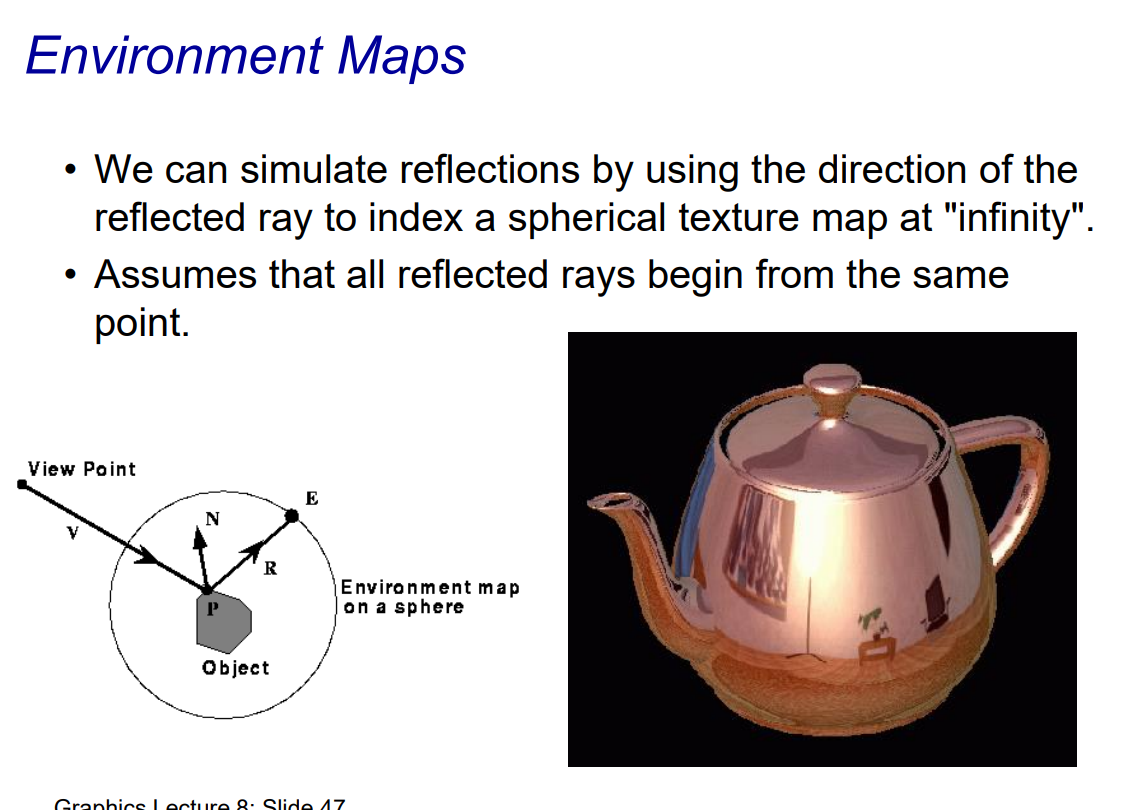 Environment Maps
• We can simulate reflections by using the direction of the
reflected ray to index a spherical texture map at "infinity".
• Assumes that all reflected rays begin from the same
point.
View Point
V
N
E
R
P
Environment map
on a sphere
Object
Graphics Lecture 8: Slide 47